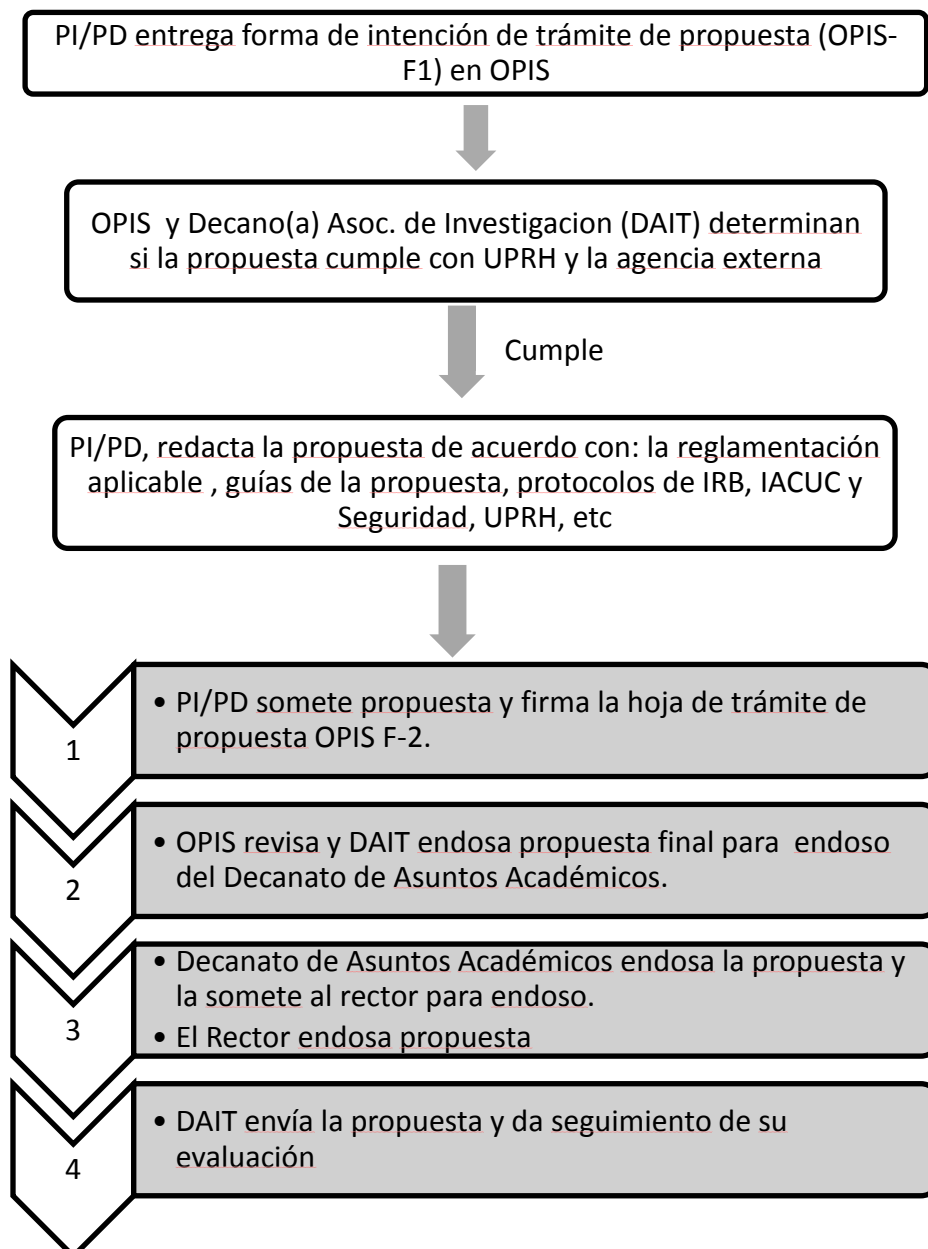 PI/PD entrega forma de intención de trámite de propuesta (OPIS-
F1) en OPIS
OPIS y Decano(a) Asoc. de Investigacion (DAIT) determinan
si la propuesta cumple con UPRH y la agencia externa
Cumple
PI/PD, redacta la propuesta de acuerdo con: la reglamentación
aplicable , guías de la propuesta, protocolos de IRB, IACUC y
Seguridad, UPRH, etc
1
• PI/PD somete propuesta y firma la hoja de trámite de
propuesta OPIS F-2.
2
• OPIS revisa y DAIT endosa propuesta final para endoso
del Decanato de Asuntos Académicos.
3
• Decanato de Asuntos Académicos endosa la propuesta y
la somete al rector para endoso.
• El Rector endosa propuesta
4
• DAIT envía la propuesta y da seguimiento de su
evaluación